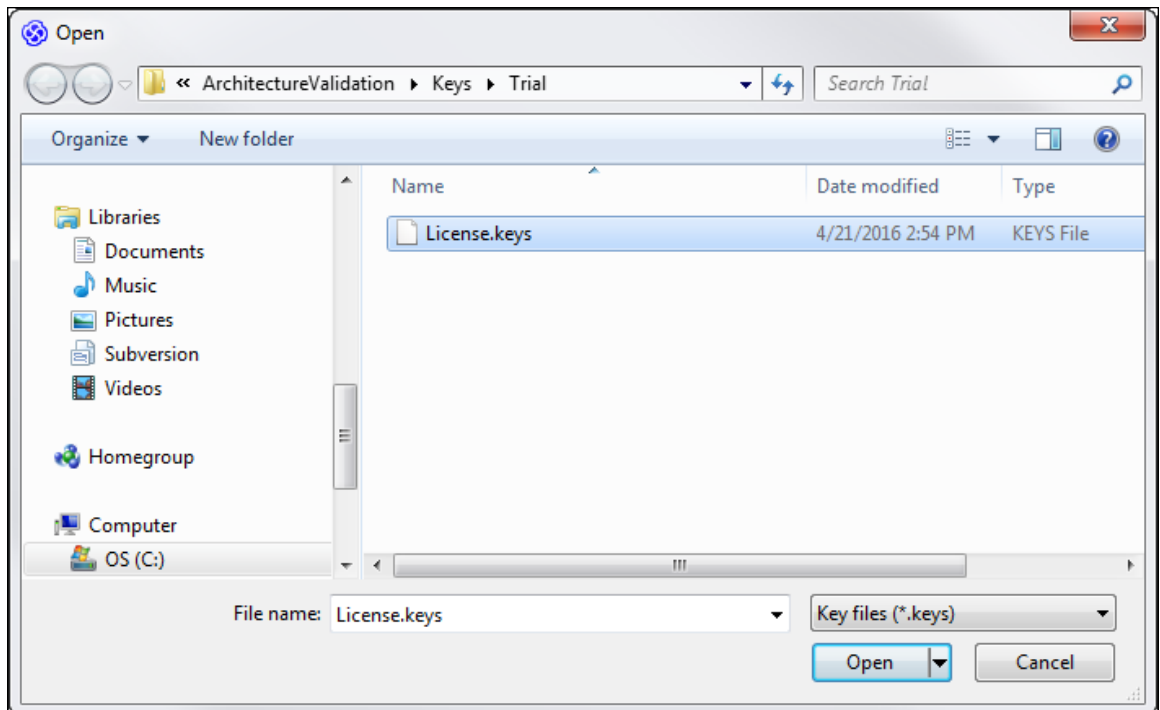 Open
« ArchitectureValidation Keys Trial
Search Trial
Organize
New folder
Name
Date modified
Type
License.keys
4/21/2016 2:54 PM
KEYS File
Libraries
Documents
Music
Pictures
Subversion
Videos
Homegroup
Computer
OS (C:)
File name:
License.keys
Key files (*.keys)
Open
Cancel